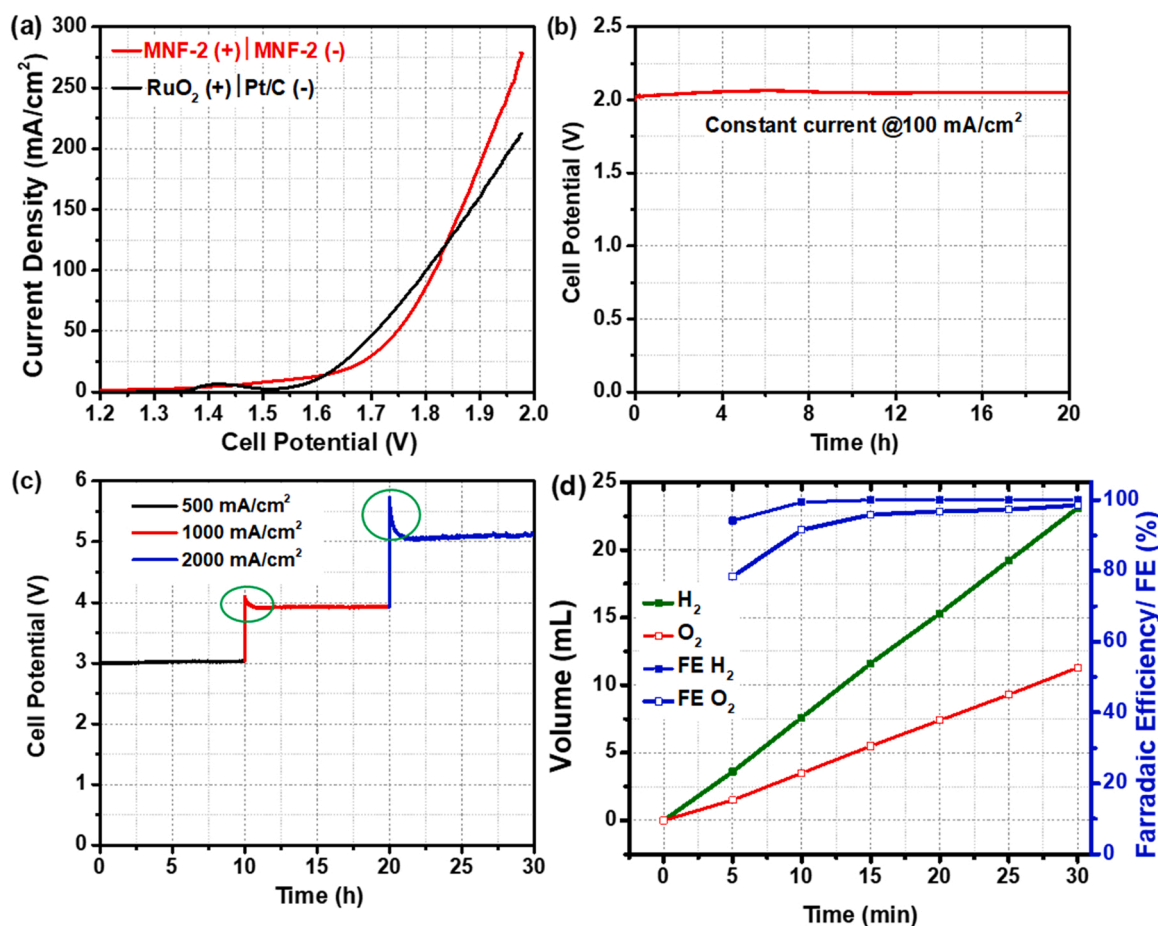 (a)
300
250
200
150
100
50
0
Current Density (mA/cm²)
MNF-2 (+)|MNF-2 (-)
RuO₂ (+)|Pt/C (-)
1.2 1.3 1.4 1.5 1.6 1.7 1.8 1.9 2.0
Cell Potential (V)
(b)
2.5
2.0
1.5
1.0
0.5
0.0
Cell Potential (V)
Constant current @100 mA/cm²
0 4 8 12 16 20
Time (h)
(c)
6
5
4
3
2
1
0
Cell Potential (V)
500 mA/cm²
1000 mA/cm²
2000 mA/cm²
0 5 10 15 20 25 30
Time (h)
(d)
25
20
15
10
5
0
Volume (mL)
H₂
O₂
FE H₂
FE O₂
100
80
60
40
20
0
Farradaic Efficiency/ FE (%)
0 5 10 15 20 25 30
Time (min)